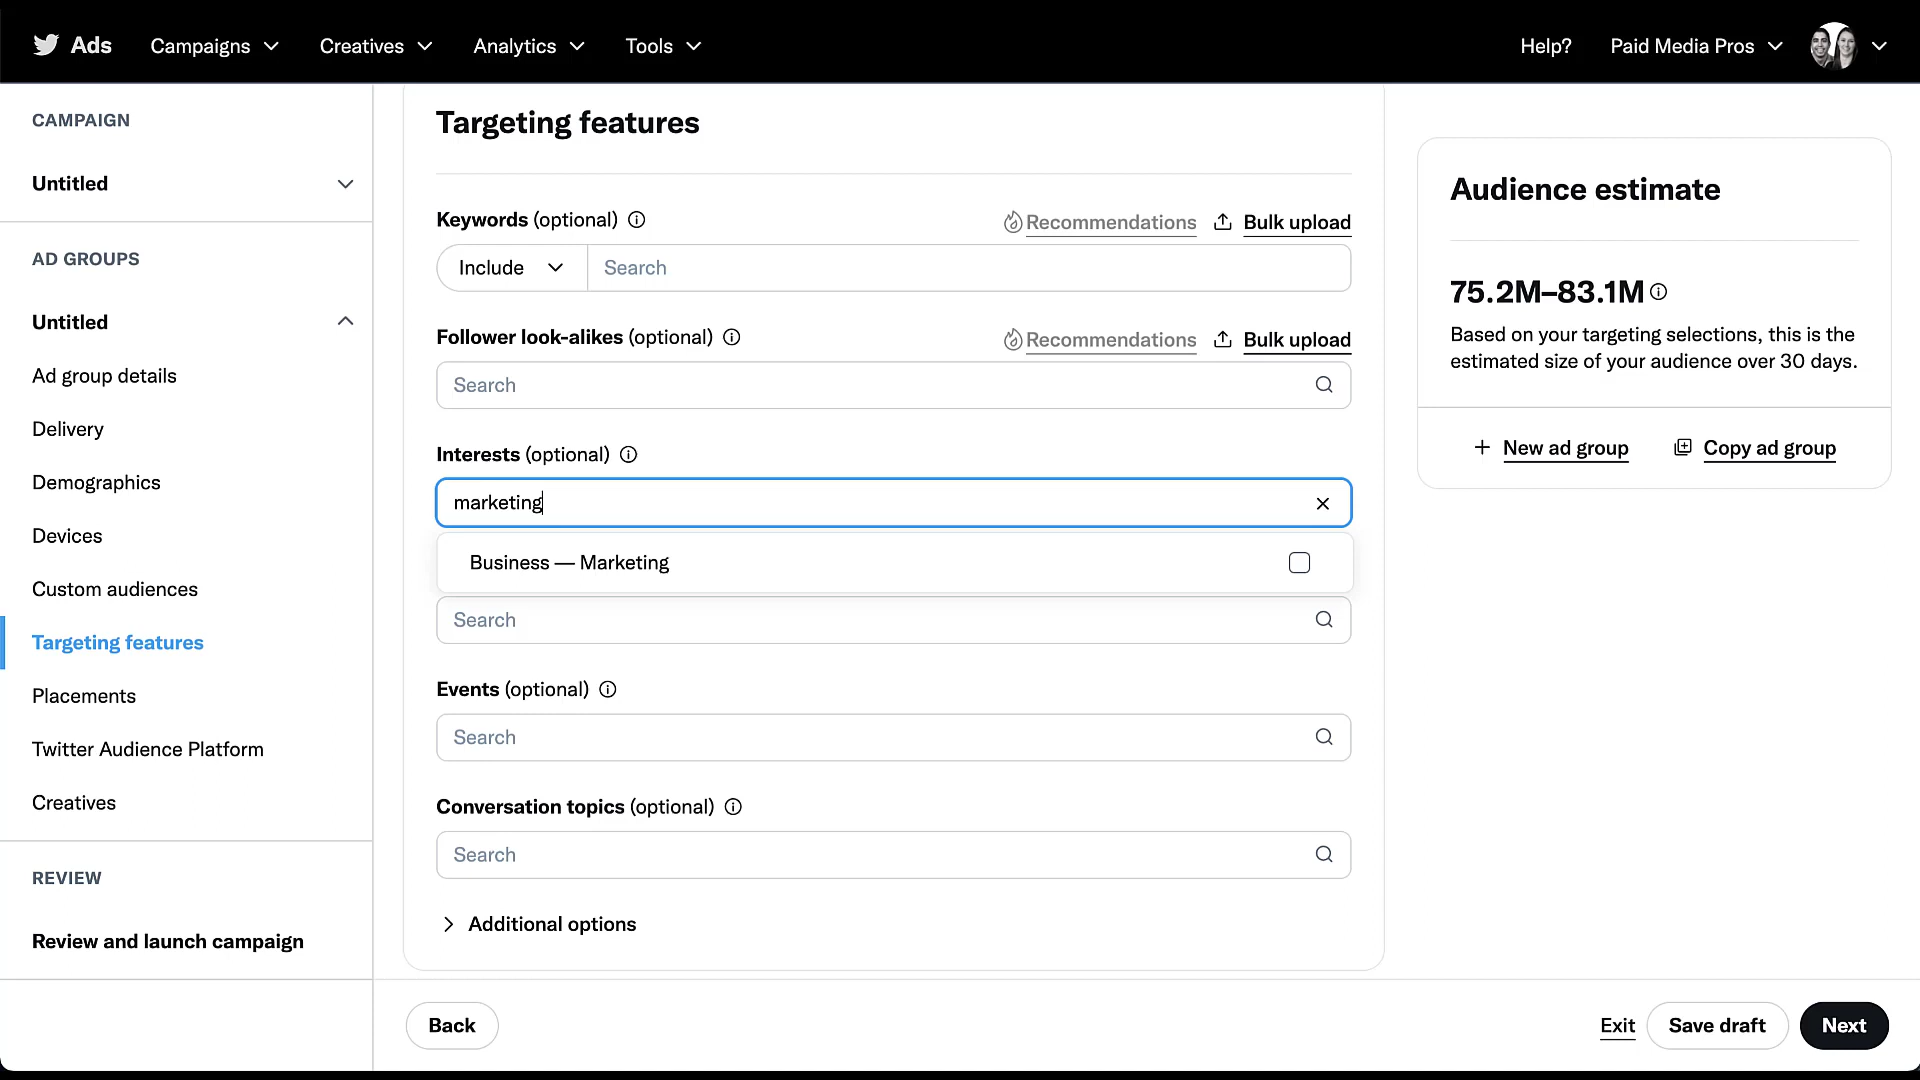 Ads
Campaigns
Creatives
Analytics
Tools
Help?
Paid Media Pros
CAMPAIGN
Untitled
AD GROUPS
Untitled
Ad group details
Delivery
Demographics
Devices
Custom audiences
Targeting features
Placements
Twitter Audience Platform
Creatives
REVIEW
Review and launch campaign
Targeting features
Keywords (optional)
Recommendations
Bulk upload
Include
Search
Follower look-alikes (optional)
Recommendations
Bulk upload
Search
Interests (optional)
marketing
Business — Marketing
Search
Events (optional)
Search
Conversation topics (optional)
Search
Additional options
Audience estimate
75.2M–83.1M
Based on your targeting selections, this is the
estimated size of your audience over 30 days.
New ad group
Copy ad group
Back
Exit
Save draft
Next